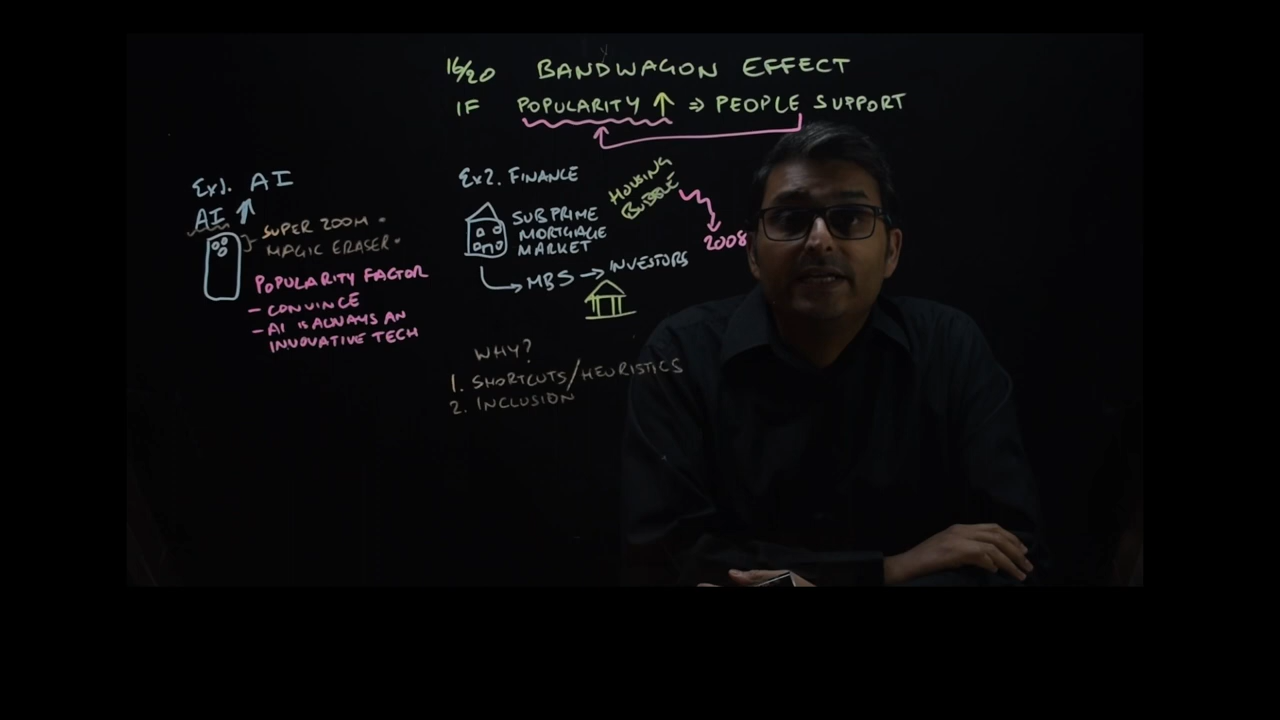 16/20 BANDWAGON EFFECT
IF POPULARITY ↑ ⇒ PEOPLE SUPPORT
Ex1. AI
AI ↑
SUPER ZOOM
MAGIC ERASER
POPULARITY FACTOR
- CONVINCE
- AI IS ALWAYS AN
INNOVATIVE TECH
Ex2. FINANCE
HOUSING
BUBBLE
2008
SUBPRIME
MORTGAGE
MARKET
MBS → INVESTORS
WHY?
1. SHORTCUTS/HEURISTICS
2. INCLUSION